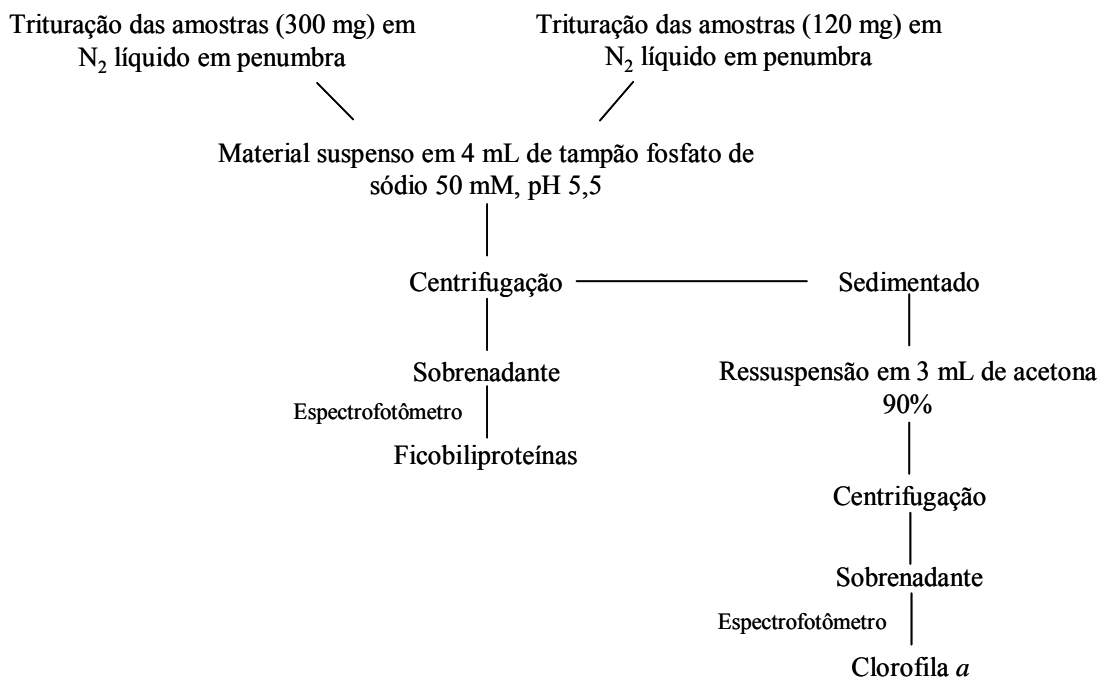 Trituração das amostras (300 mg) em
N₂ líquido em penumbra
Trituração das amostras (120 mg) em
N₂ líquido em penumbra
Material suspenso em 4 mL de tampão fosfato de
sódio 50 mM, pH 5,5
Centrifugação
Sedimentado
Sobrenadante
Ressuspensão em 3 mL de acetona
90%
Espectrofotômetro
Ficobiliproteínas
Centrifugação
Sobrenadante
Espectrofotômetro
Clorofila a